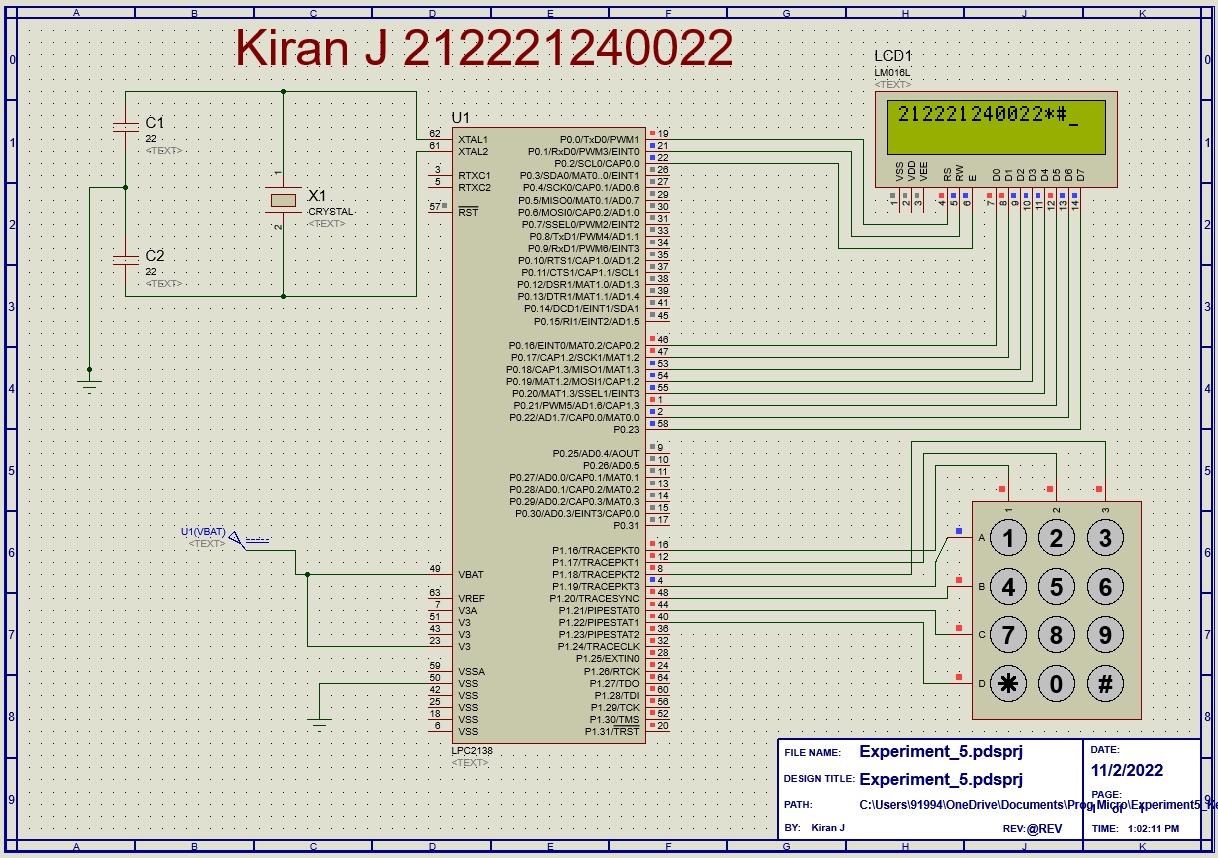 A B C D E F G H J K
Kiran J 212221240022
LCD1
LM016L
<TEXT>
212221240022*#_
VSS VDD VEE RS RW E D0 D1 D2 D3 D4 D5 D6 D7
1 2 3 4 5 6 7 8 9 10 11 12 13 14
0 1 2 3 4 5 6 7 8 9
C1
22
<TEXT>
C2
22
<TEXT>
1
X1
CRYSTAL
<TEXT>
2
U1
62 XTAL1
61 XTAL2
3 RTXC1
5 RTXC2
57 RST
P0.0/TxD0/PWM1 19
P0.1/RxD0/PWM3/EINT0 21
P0.2/SCL0/CAP0.0 22
P0.3/SDA0/MAT0..0/EINT1 26
P0.4/SCK0/CAP0.1/AD0.6 27
P0.5/MISO0/MAT0.1/AD0.7 29
P0.6/MOSI0/CAP0.2/AD1.0 30
P0.7/SSEL0/PWM2/EINT2 31
P0.8/TxD1/PWM4/AD1.1 33
P0.9/RxD1/PWM6/EINT3 34
P0.10/RTS1/CAP1.0/AD1.2 35
P0.11/CTS1/CAP1.1/SCL1 37
P0.12/DSR1/MAT1.0/AD1.3 38
P0.13/DTR1/MAT1.1/AD1.4 39
P0.14/DCD1/EINT1/SDA1 41
P0.15/RI1/EINT2/AD1.5 45
P0.16/EINT0/MAT0.2/CAP0.2 46
P0.17/CAP1.2/SCK1/MAT1.2 47
P0.18/CAP1.3/MISO1/MAT1.3 53
P0.19/MAT1.2/MOSI1/CAP1.2 54
P0.20/MAT1.3/SSEL1/EINT3 55
P0.21/PWM5/AD1.6/CAP1.3 1
P0.22/AD1.7/CAP0.0/MAT0.0 2
P0.23 58
P0.25/AD0.4/AOUT 9
P0.26/AD0.5 10
P0.27/AD0.0/CAP0.1/MAT0.1 11
P0.28/AD0.1/CAP0.2/MAT0.2 13
P0.29/AD0.2/CAP0.3/MAT0.3 14
P0.30/AD0.3/EINT3/CAP0.0 15
P0.31 17
P1.16/TRACEPKT0 16
P1.17/TRACEPKT1 12
P1.18/TRACEPKT2 8
P1.19/TRACEPKT3 4
P1.20/TRACESYNC 48
P1.21/PIPESTAT0 44
P1.22/PIPESTAT1 40
P1.23/PIPESTAT2 36
P1.24/TRACECLK 32
P1.25/EXTIN0 28
P1.26/RTCK 24
P1.27/TDO 64
P1.28/TDI 60
P1.29/TCK 56
P1.30/TMS 52
P1.31/TRST 20
U1(VBAT)
<TEXT>
49 VBAT
63 VREF
7 V3A
51 V3
43 V3
23 V3
59 VSSA
50 VSS
42 VSS
25 VSS
18 VSS
6 VSS
LPC2138
<TEXT>
1 2 3
A 1 2 3
B 4 5 6
C 7 8 9
D * 0 #
FILE NAME: Experiment_5.pdsprj
DESIGN TITLE: Experiment_5.pdsprj
PATH: C:\Users\91994\OneDrive\Documents\Prog Micro\Experiment5_Ke
BY: Kiran J REV:@REV
DATE:
11/2/2022
PAGE:
TIME: 1:02:11 PM
0 1 2 3 4 5 6 7 8 9
A B C D E F G H J K